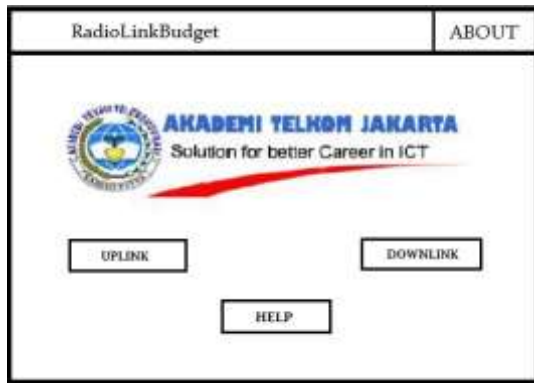 RadioLinkBudget
ABOUT
AKADEMI TELKOM JAKARTA
Solution for better Career in ICT
UPLINK
DOWNLINK
HELP